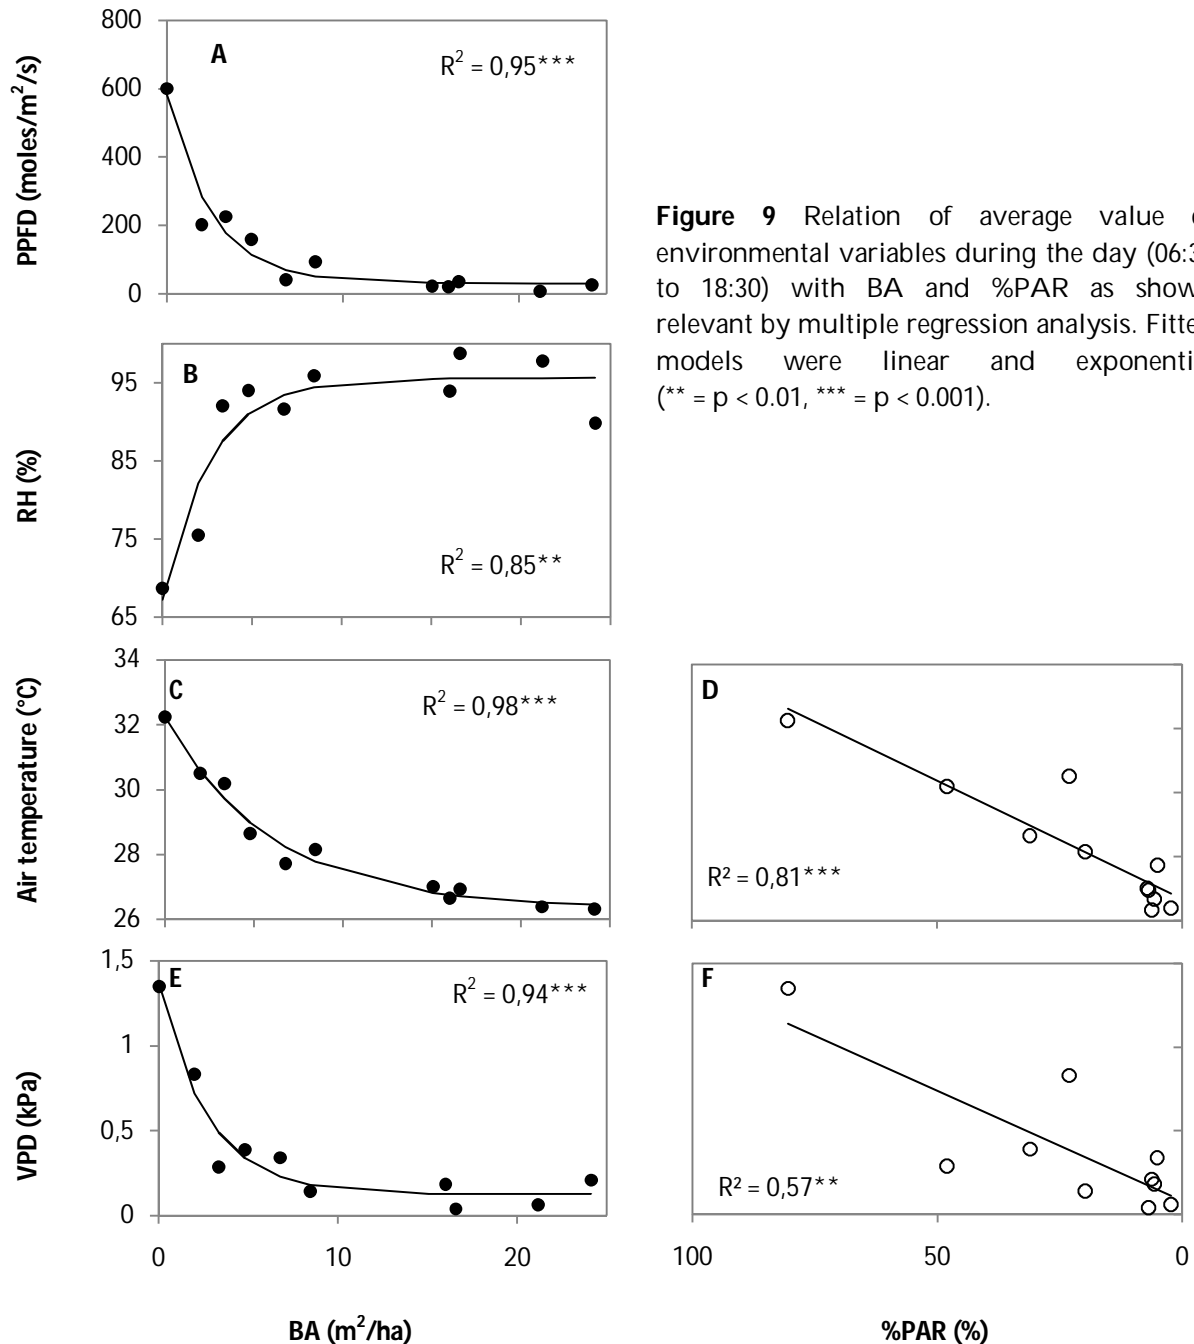 800
600
400
200
0
PPFD (moles/m²/s)
A
R² = 0,95***
Figure 9 Relation of average value
environmental variables during the day (06:3
to 18:30) with BA and %PAR as show
relevant by multiple regression analysis. Fitte
models were linear and exponenti
(** = p < 0.01, *** = p < 0.001).
95
85
75
65
RH (%)
B
R² = 0,85**
34
32
30
28
26
Air temperature (°C)
C
R² = 0,98***
D
R² = 0,81***
1,5
1
0,5
0
VPD (kPa)
E
R² = 0,94***
F
R² = 0,57**
0 10 20
BA (m²/ha)
100 50 0
%PAR (%)